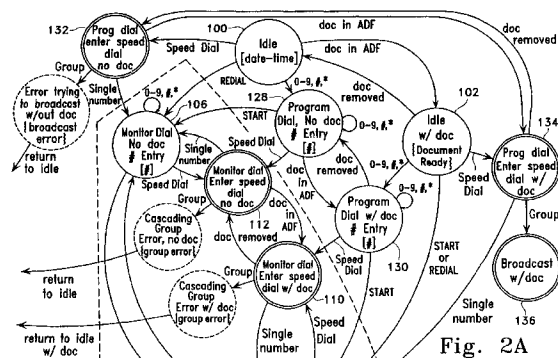 132
Prog dial
enter speed
dial
no doc
Speed Dial
100
Idle
[date-time]
doc in ADF
doc in ADF
doc
removed
Group
Single
number
REDIAL
106
128
0-9, #,*
START
Program
Dial, No doc
# Entry
[#]
0-9, #,*
doc
removed
102
Idle
w/ doc
{Document
Ready}
134
Error trying
to broadcast
w/out doc
{broadcast
error}
return
to idle
Monitor Dial
No doc
# Entry
[#]
Single
number
Speed Dial
Speed Dial
Monitor dial
Enter speed
dial
no doc
doc
in
ADF
doc
removed
0-9, #,*
0-9, #,*
Speed
Dial
Prog dial
Enter speed
dial w/
doc
Group
112
doc removed
doc
in
ADF
Program
Dial w/ doc
# Entry
[#]
130
Cascading
Group
Error, no doc
{group error}
Speed
Dial
START
START
or
REDIAL
Group
Broadcast
w/doc
136
Group
Monitor dial
Enter speed
dial w/ doc
110
return
to idle
Cascading
Group
Error w/ doc
{group error}
return to idle
w/ doc
Single
number
Speed
Dial
Single
number
Fig. 2A